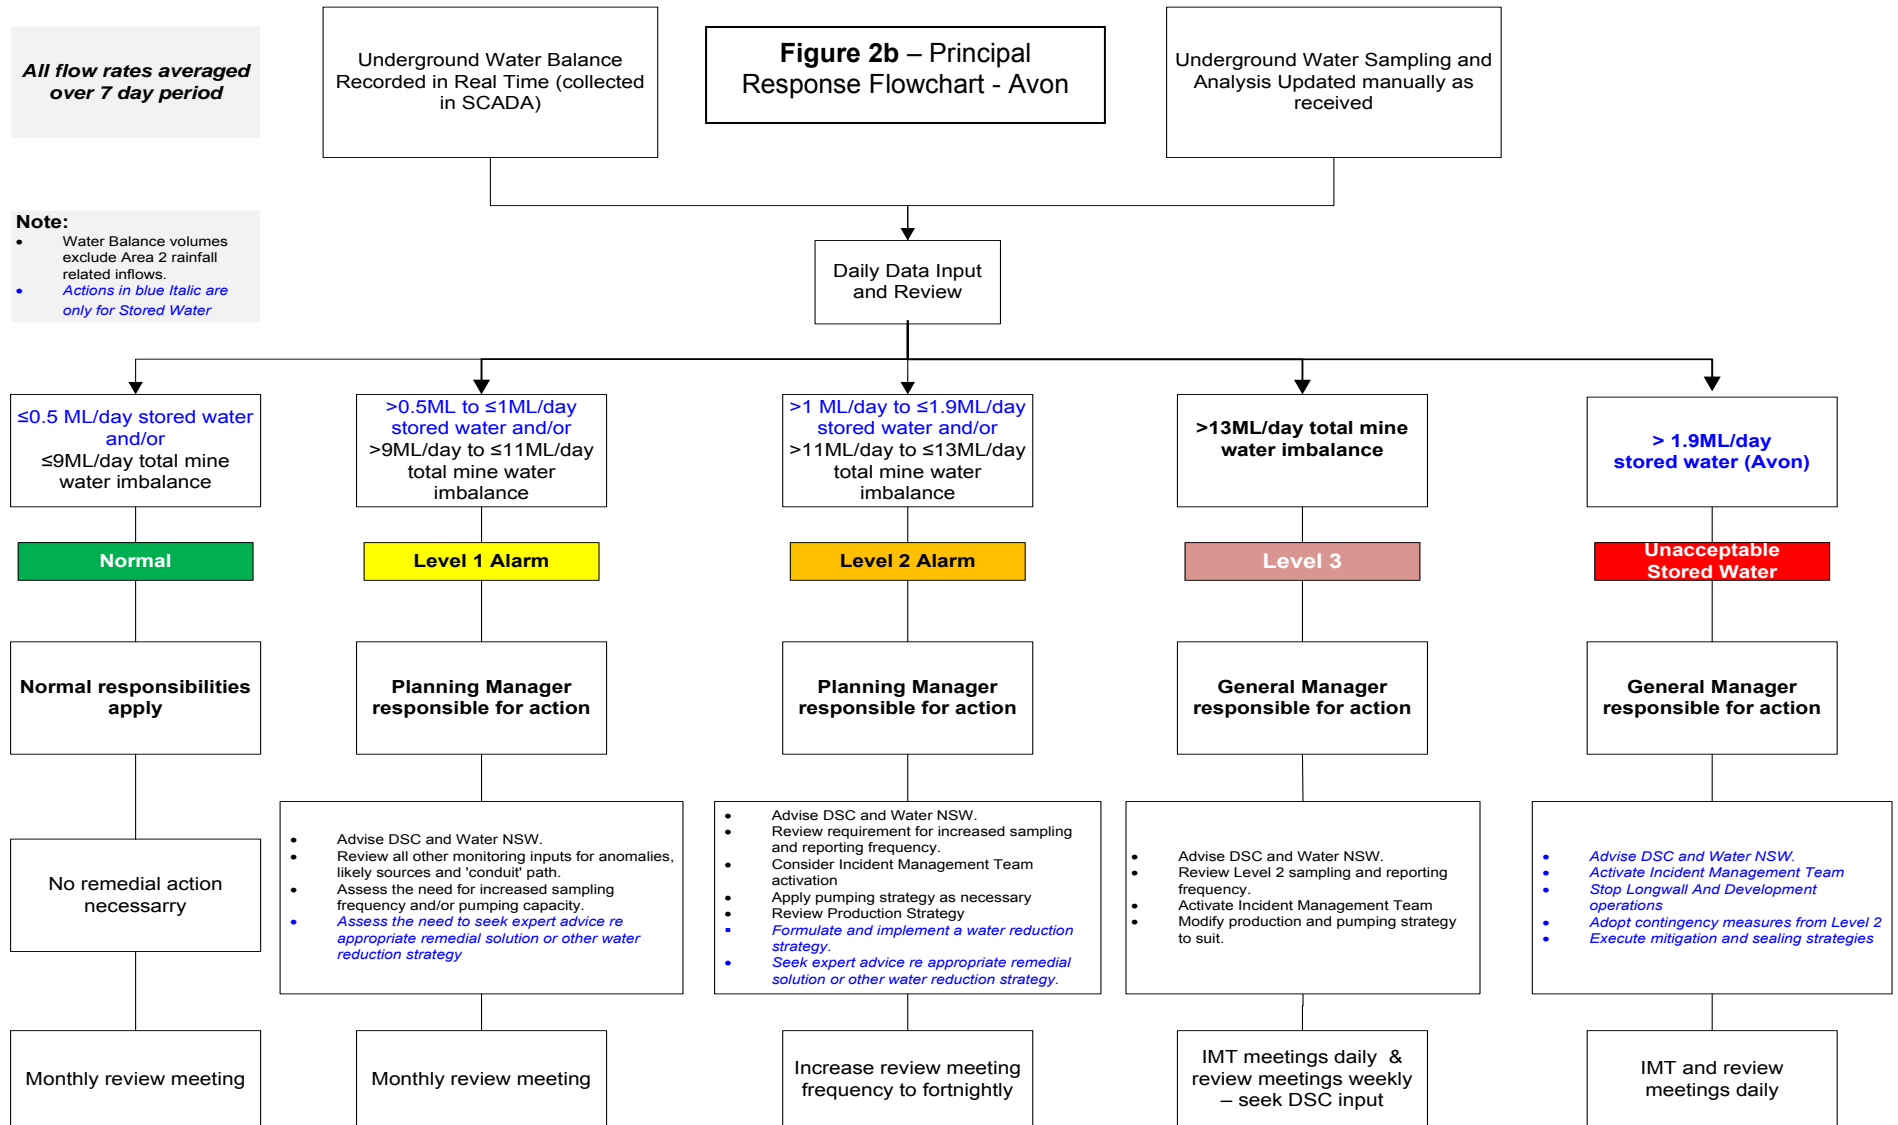 All flow rates averaged
over 7 day period
Underground Water Balance
Recorded in Real Time (collected
in SCADA)
Figure 2b – Principal
Response Flowchart - Avon
Underground Water Sampling and
Analysis Updated manually as
received
Note:
• Water Balance volumes
exclude Area 2 rainfall
related inflows.
• Actions in blue Italic are
only for Stored Water
Daily Data Input
and Review
≤0.5 ML/day stored water
and/or
≤9ML/day total mine
water imbalance
>0.5ML to ≤1ML/day
stored water and/or
>9ML/day to ≤11ML/day
total mine water
imbalance
>1 ML/day to ≤1.9ML/day
stored water and/or
>11ML/day to ≤13ML/day
total mine water
imbalance
>13ML/day total mine
water imbalance
> 1.9ML/day
stored water (Avon)
Normal
Level 1 Alarm
Level 2 Alarm
Level 3
Unacceptable
Stored Water
Normal responsibilities
apply
Planning Manager
responsible for action
Planning Manager
responsible for action
General Manager
responsible for action
General Manager
responsible for action
No remedial action
necessarry
• Advise DSC and Water NSW.
• Review all other monitoring inputs for anomalies,
likely sources and 'conduit' path.
• Assess the need for increased sampling
frequency and/or pumping capacity.
• Assess the need to seek expert advice re
appropriate remedial solution or other water
reduction strategy
• Advise DSC and Water NSW.
• Review requirement for increased sampling
and reporting frequency.
• Consider Incident Management Team
activation
• Apply pumping strategy as necessary
• Review Production Strategy
▪ Formulate and implement a water reduction
strategy.
• Seek expert advice re appropriate remedial
solution or other water reduction strategy.
• Advise DSC and Water NSW.
• Review Level 2 sampling and reporting
frequency.
• Activate Incident Management Team
• Modify production and pumping strategy
to suit.
• Advise DSC and Water NSW.
• Activate Incident Management Team
• Stop Longwall And Development
operations
• Adopt contingency measures from Level 2
• Execute mitigation and sealing strategies
Monthly review meeting
Monthly review meeting
Increase review meeting
frequency to fortnightly
IMT meetings daily &
review meetings weekly
– seek DSC input
IMT and review
meetings daily